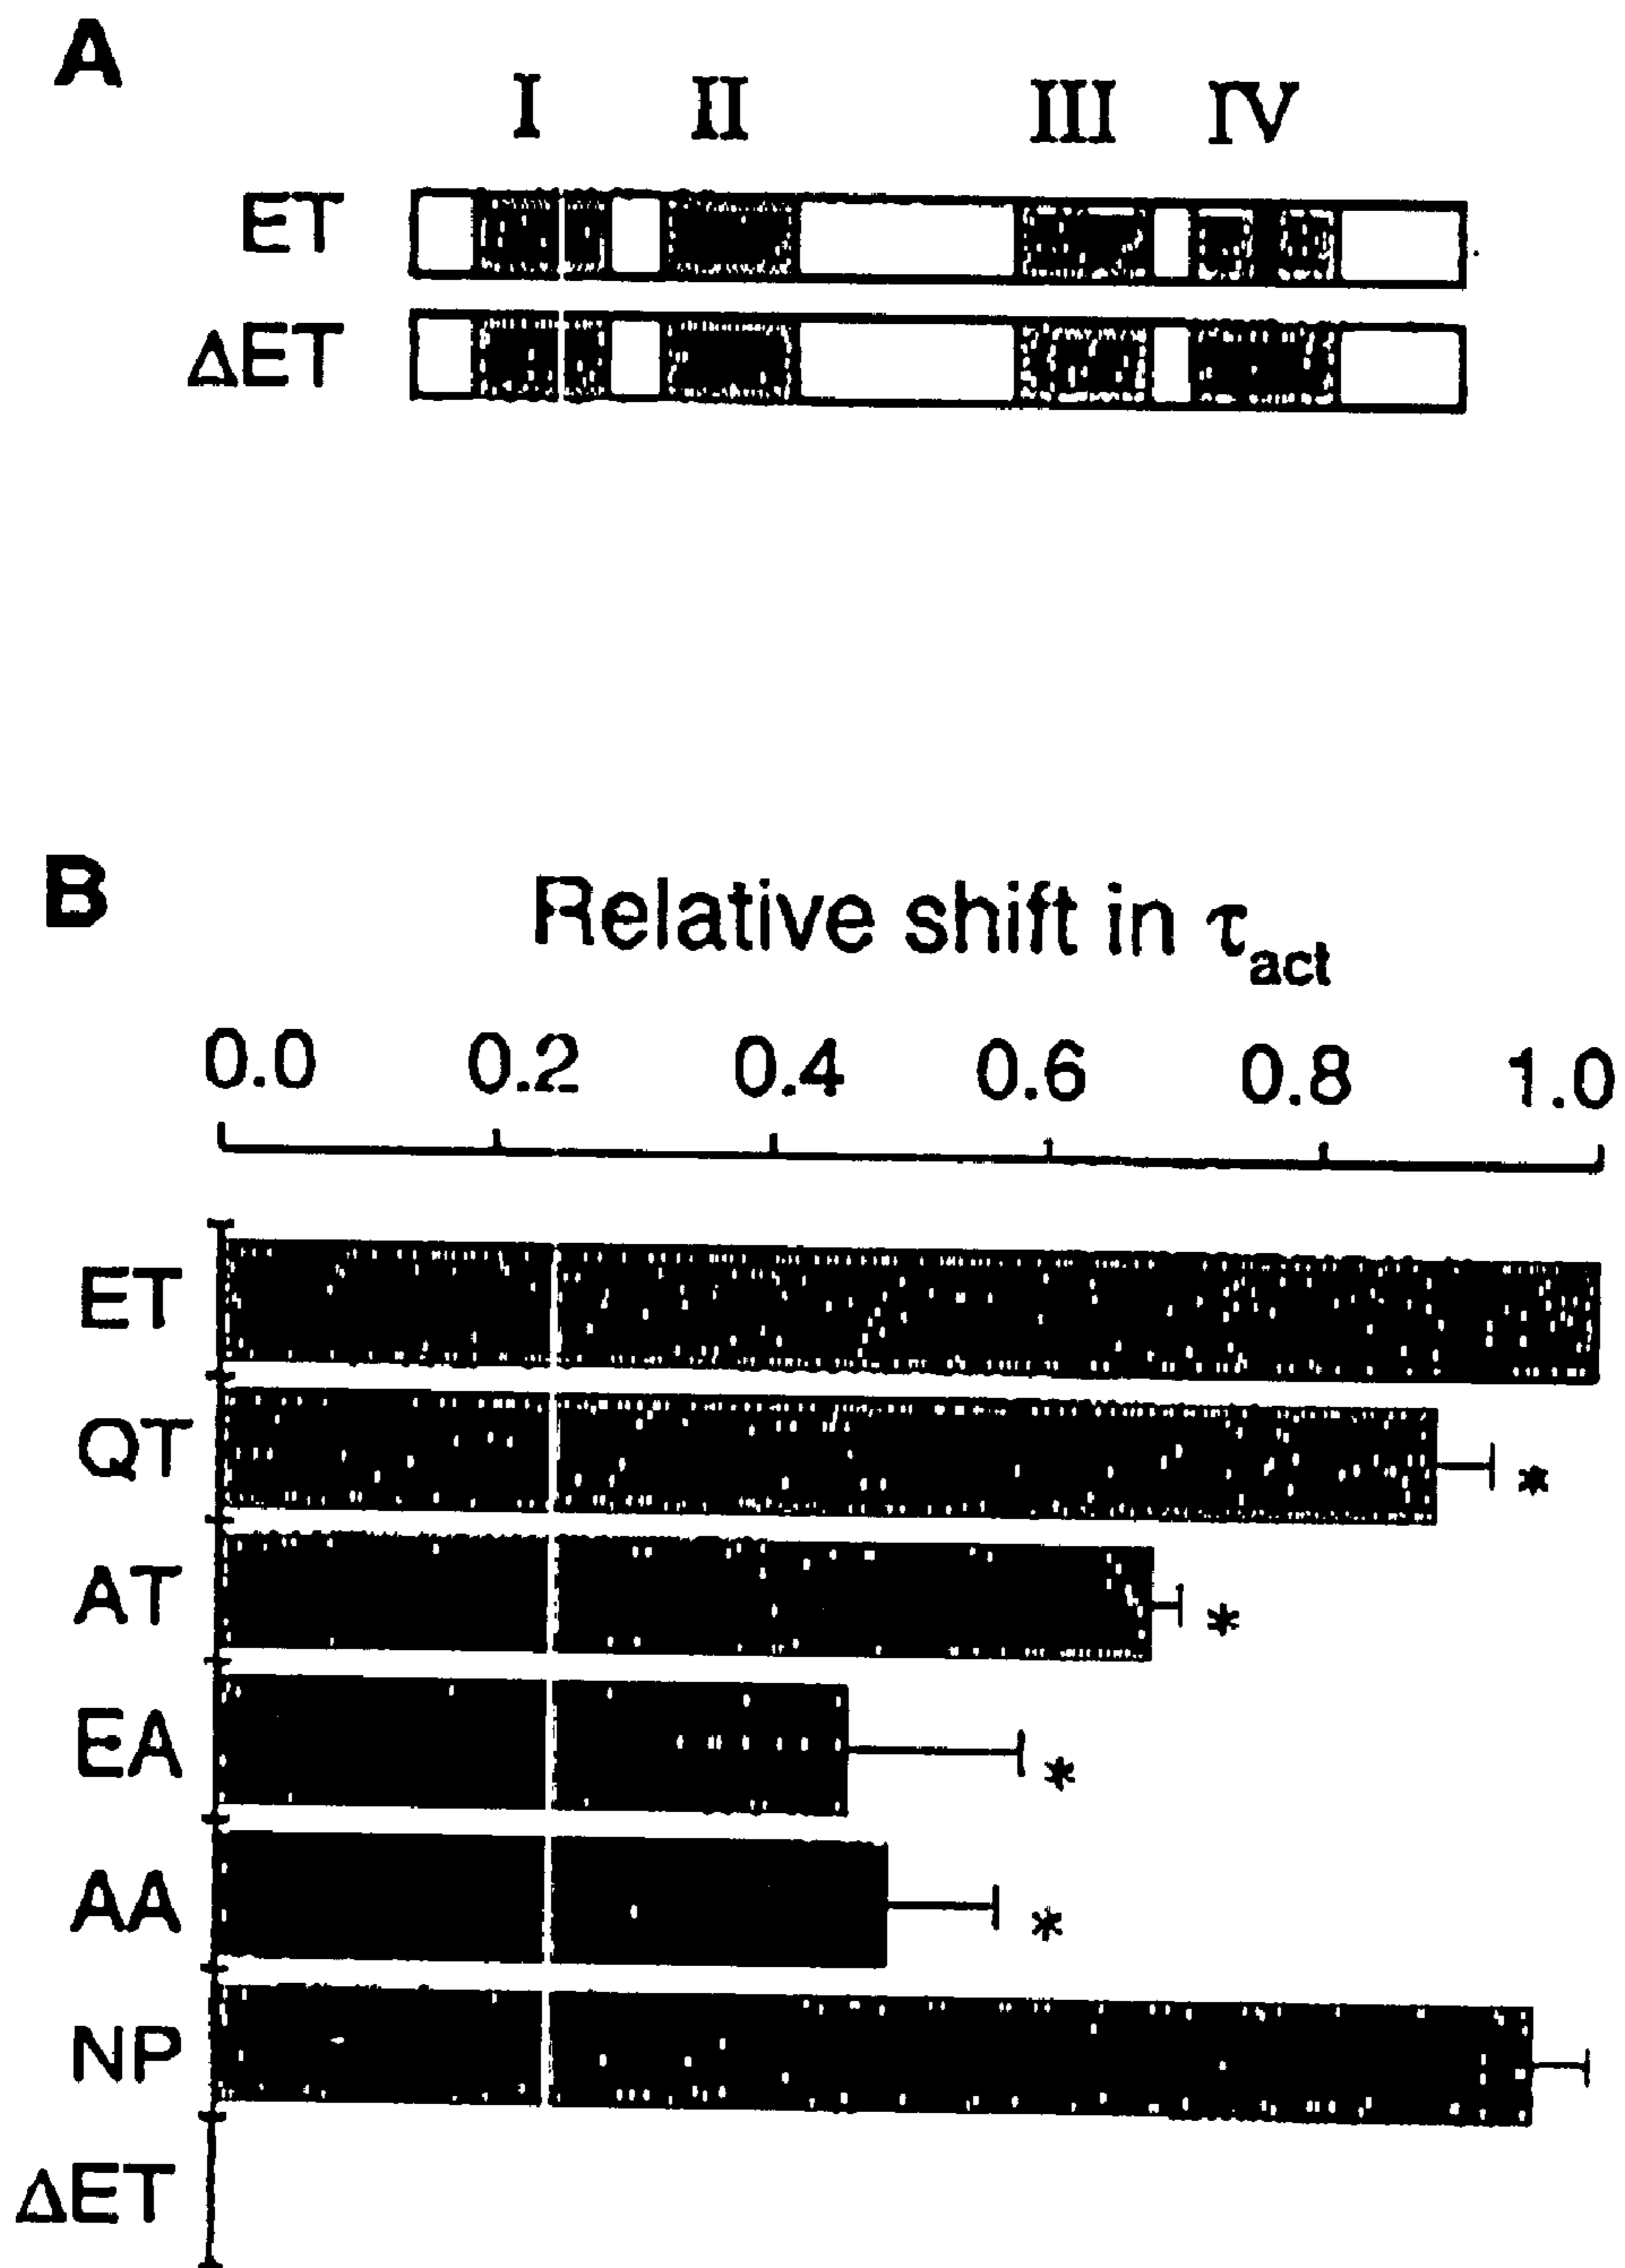 A
I II III IV
ET
ΔET
B
Relative shift in τact
0.0 0.2 0.4 0.6 0.8 1.0
ET
QT *
AT *
EA *
AA *
NP
ΔET